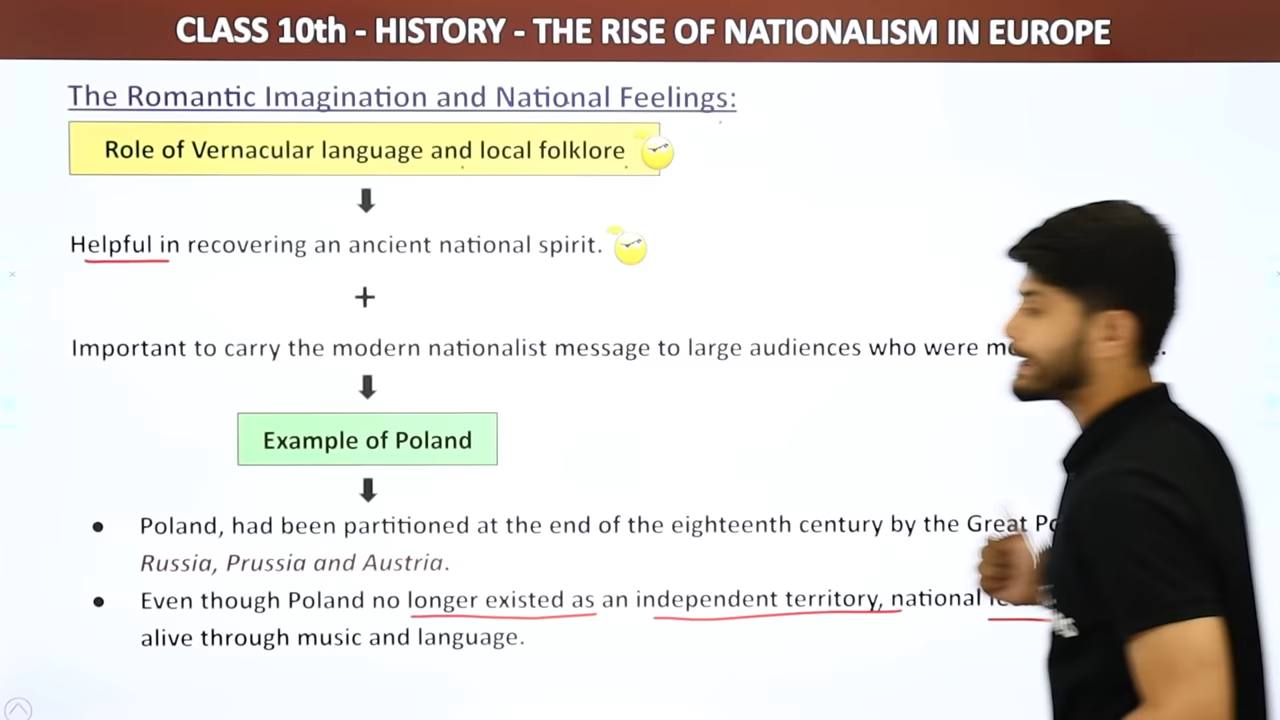 CLASS 10th - HISTORY - THE RISE OF NATIONALISM IN EUROPE
The Romantic Imagination and National Feelings:
Role of Vernacular language and local folklore
Helpful in recovering an ancient national spirit.
+
Important to carry the modern nationalist message to large audiences who were
Example of Poland
● Poland, had been partitioned at the end of the eighteenth century by the Great
Russia, Prussia and Austria.
● Even though Poland no longer existed as an independent territory, national
alive through music and language.